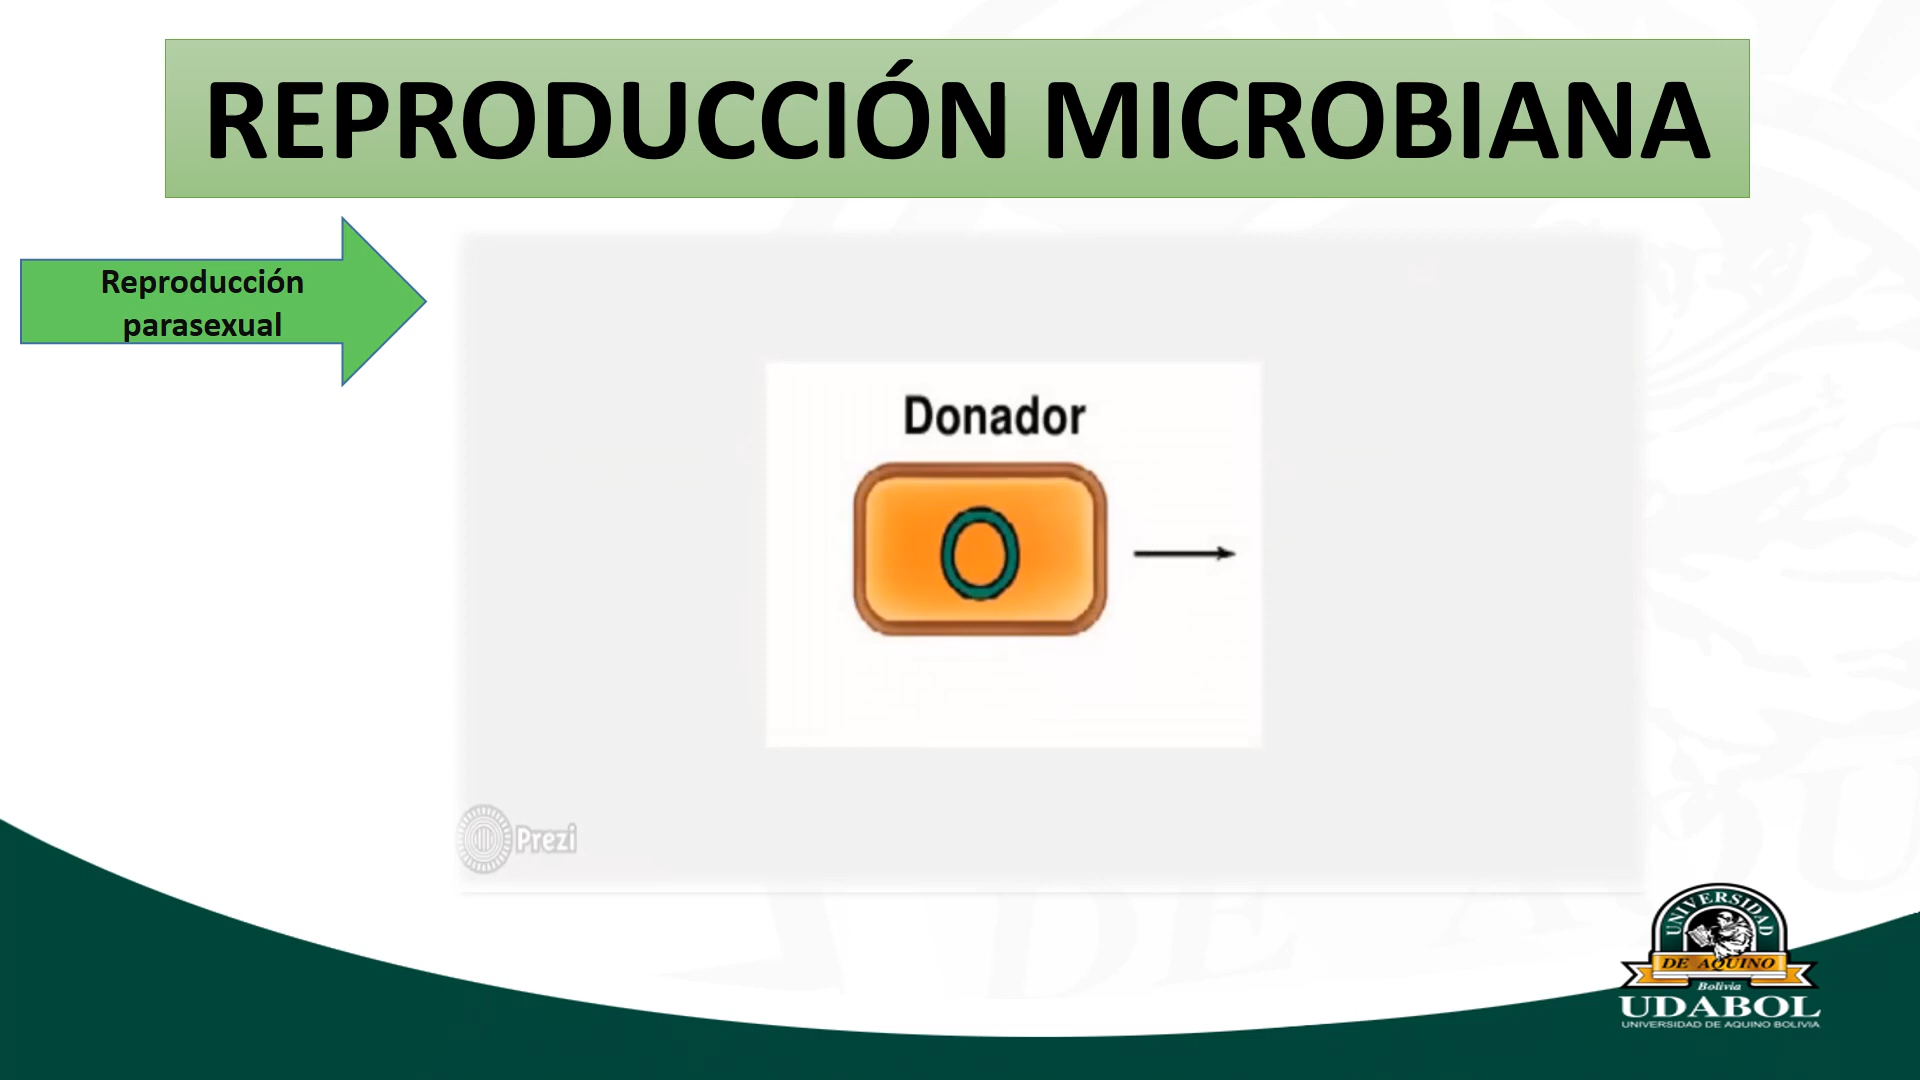 REPRODUCCIÓN MICROBIANA
Reproducción
parasexual
Donador
Prezi
UNIVERSIDAD
DE AQUINO
Bolivia
UDABOL
UNIVERSIDAD DE AQUINO BOLIVIA